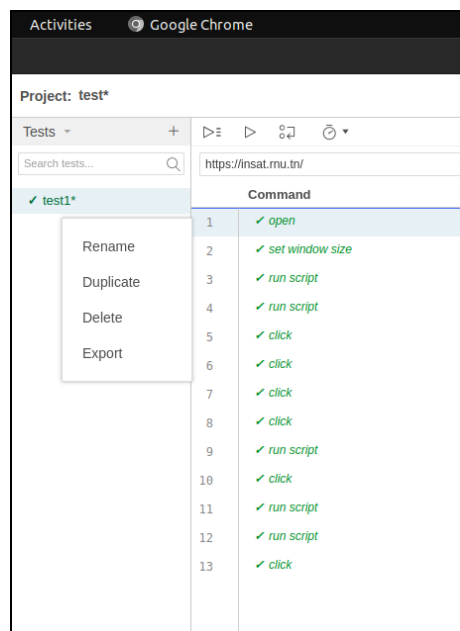 Activities Google Chrome
Project: test*
Tests +
Search tests...
https://insat.rnu.tn/
Command
✓ test1*
Rename
Duplicate
Delete
Export
1 ✓ open
2 ✓ set window size
3 ✓ run script
4 ✓ run script
5 ✓ click
6 ✓ click
7 ✓ click
8 ✓ click
9 ✓ run script
10 ✓ click
11 ✓ run script
12 ✓ run script
13 ✓ click